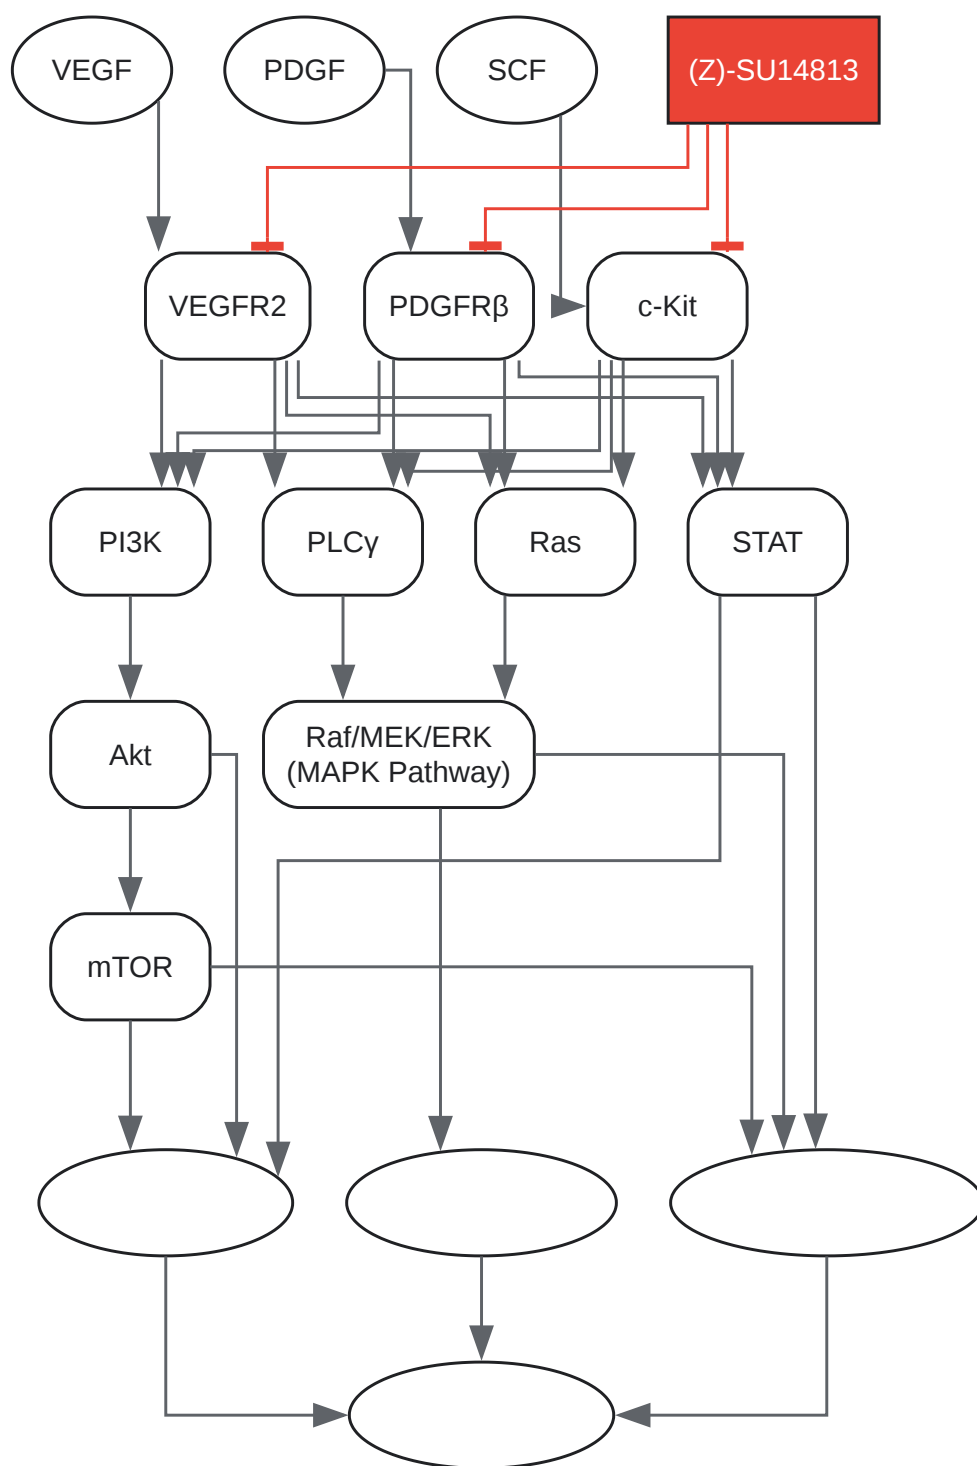 VEGF
PDGF
SCF
(Z)-SU14813
VEGFR2
PDGFRβ
c-Kit
PI3K
PLCγ
Ras
STAT
Akt
Raf/MEK/ERK
(MAPK Pathway)
mTOR